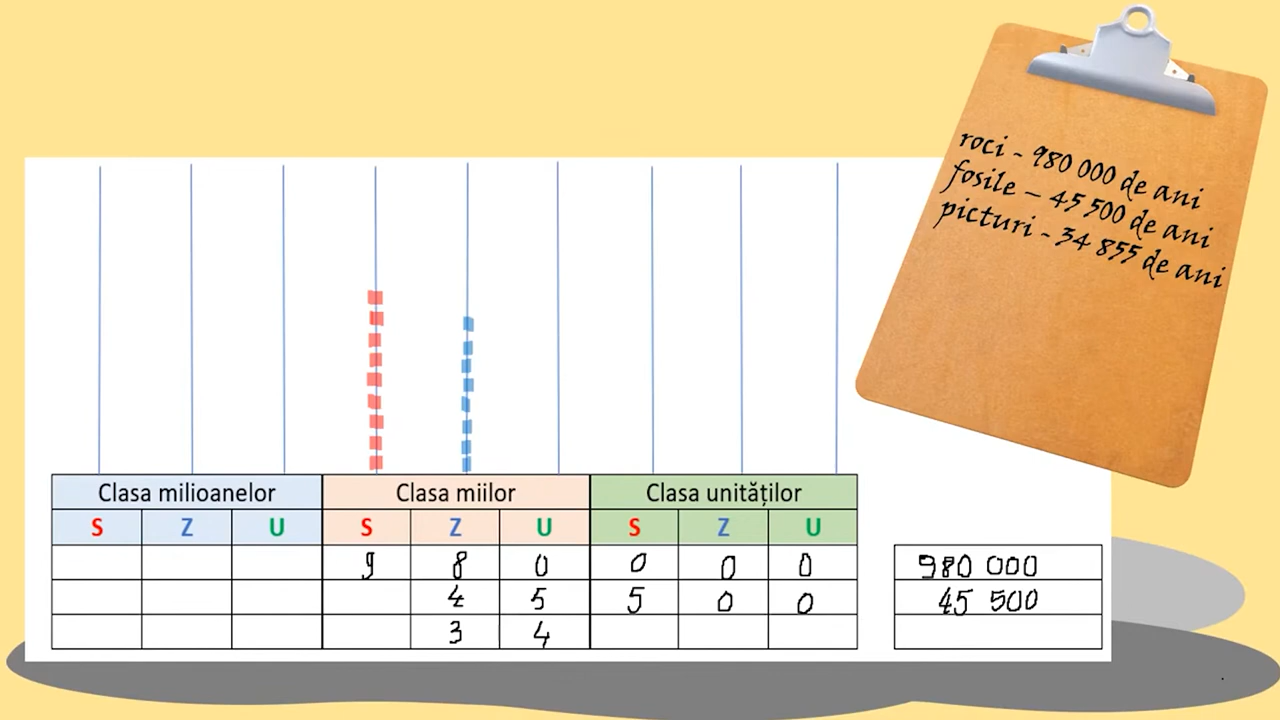 roci - 980 000 de ani
fosile – 45 500 de ani
picturi - 34 855 de ani
Clasa milioanelor Clasa miilor Clasa unităților
S Z U S Z U S Z U
9 8 0 0 0 0 980 000
4 5 5 0 0 45 500
3 4